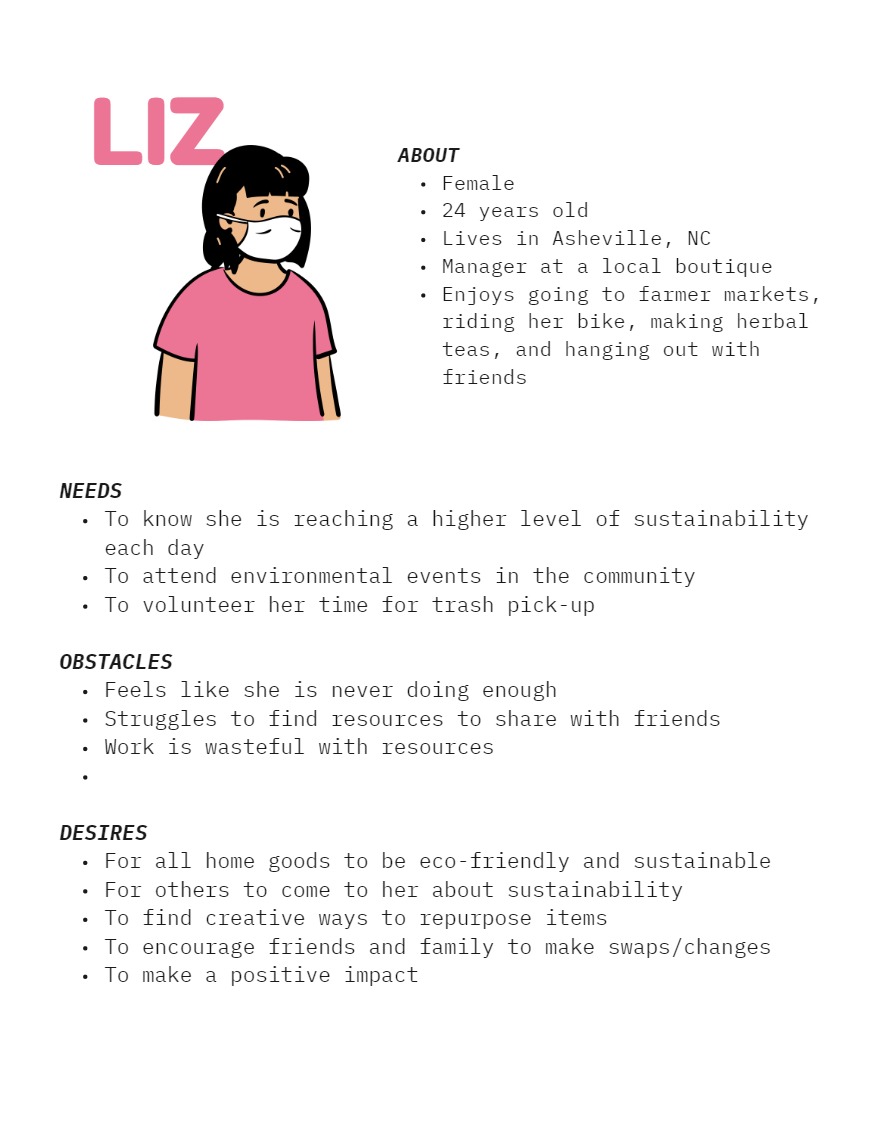 LIZ
ABOUT
• Female
• 24 years old
• Lives in Asheville, NC
• Manager at a local boutique
• Enjoys going to farmer markets,
riding her bike, making herbal
teas, and hanging out with
friends
NEEDS
• To know she is reaching a higher level of sustainability
each day
• To attend environmental events in the community
• To volunteer her time for trash pick-up
OBSTACLES
• Feels like she is never doing enough
• Struggles to find resources to share with friends
• Work is wasteful with resources
•
DESIRES
• For all home goods to be eco-friendly and sustainable
• For others to come to her about sustainability
• To find creative ways to repurpose items
• To encourage friends and family to make swaps/changes
• To make a positive impact